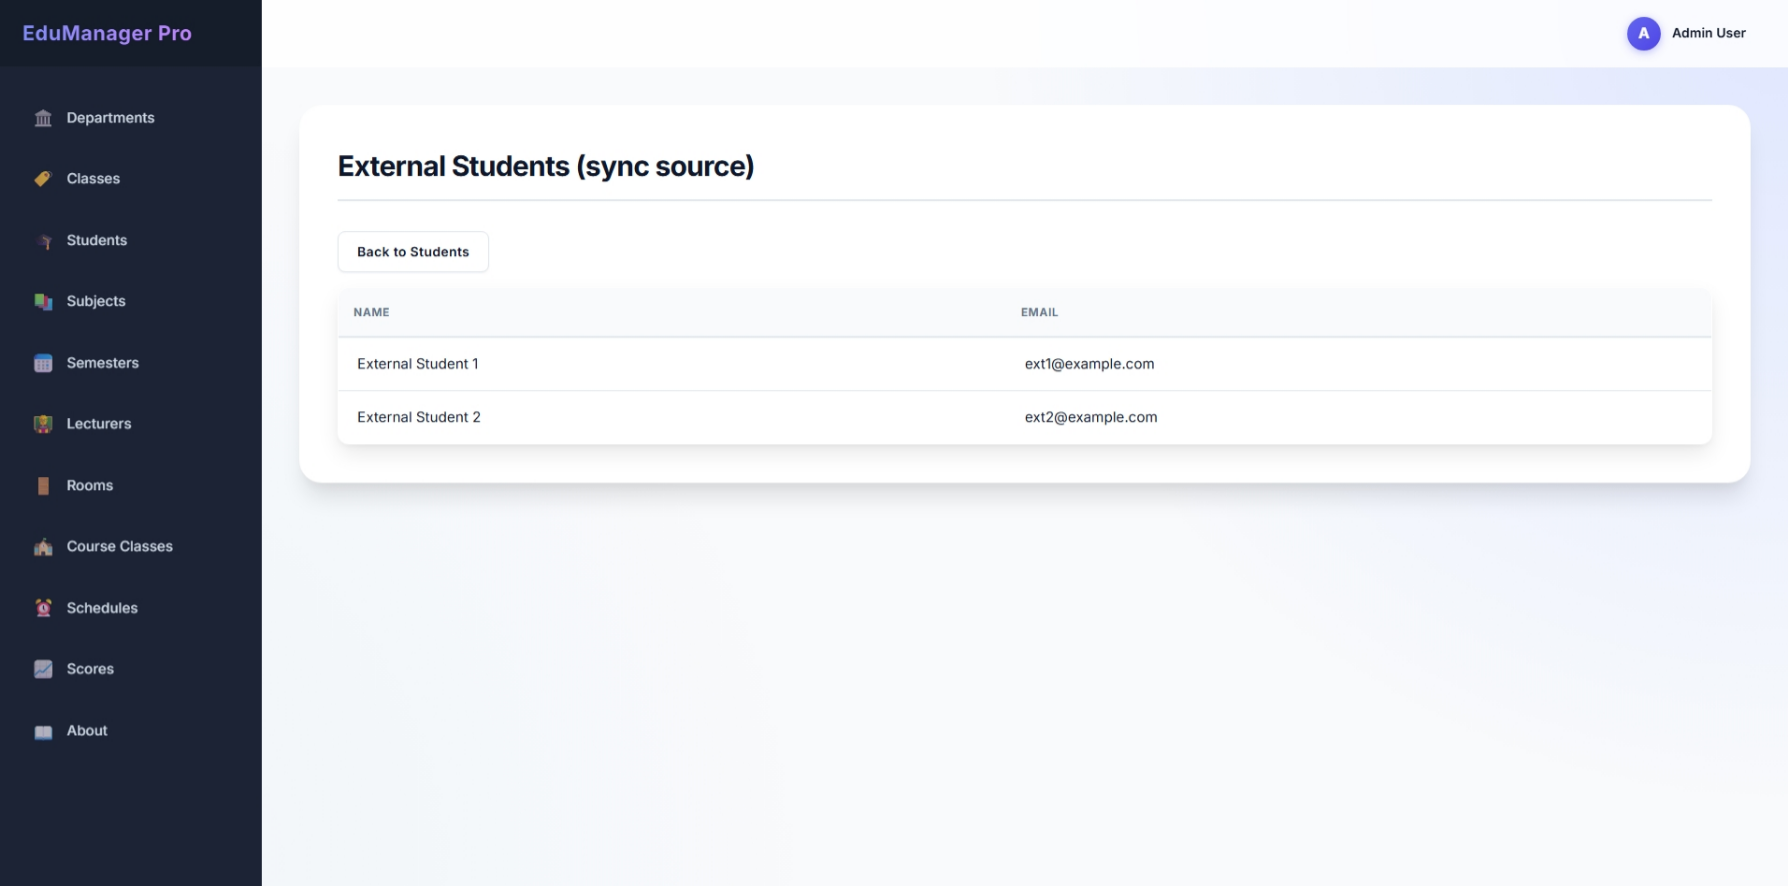 EduManager Pro
A Admin User
Departments
Classes
Students
Subjects
Semesters
Lecturers
Rooms
Course Classes
Schedules
Scores
About
External Students (sync source)
Back to Students
NAME EMAIL
External Student 1 ext1@example.com
External Student 2 ext2@example.com